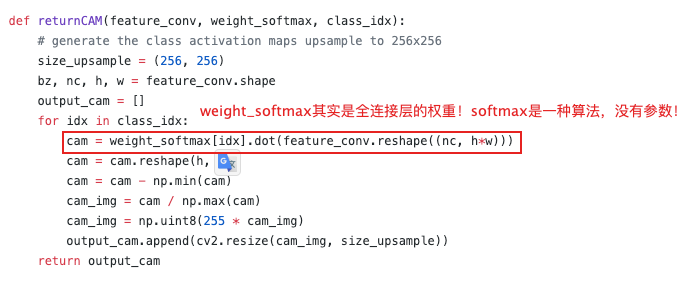 def returnCAM(feature_conv, weight_softmax, class_idx):
    # generate the class activation maps upsample to 256x256
    size_upsample = (256, 256)
    bz, nc, h, w = feature_conv.shape
    output_cam = []
weight_softmax其实是全连接层的权重！softmax是一种算法，没有参数！
    for idx in class_idx:
        cam = weight_softmax[idx].dot(feature_conv.reshape((nc, h*w)))
        cam = cam.reshape(h,
        cam = cam - np.min(cam)
        cam_img = cam / np.max(cam)
        cam_img = np.uint8(255 * cam_img)
        output_cam.append(cv2.resize(cam_img, size_upsample))
    return output_cam